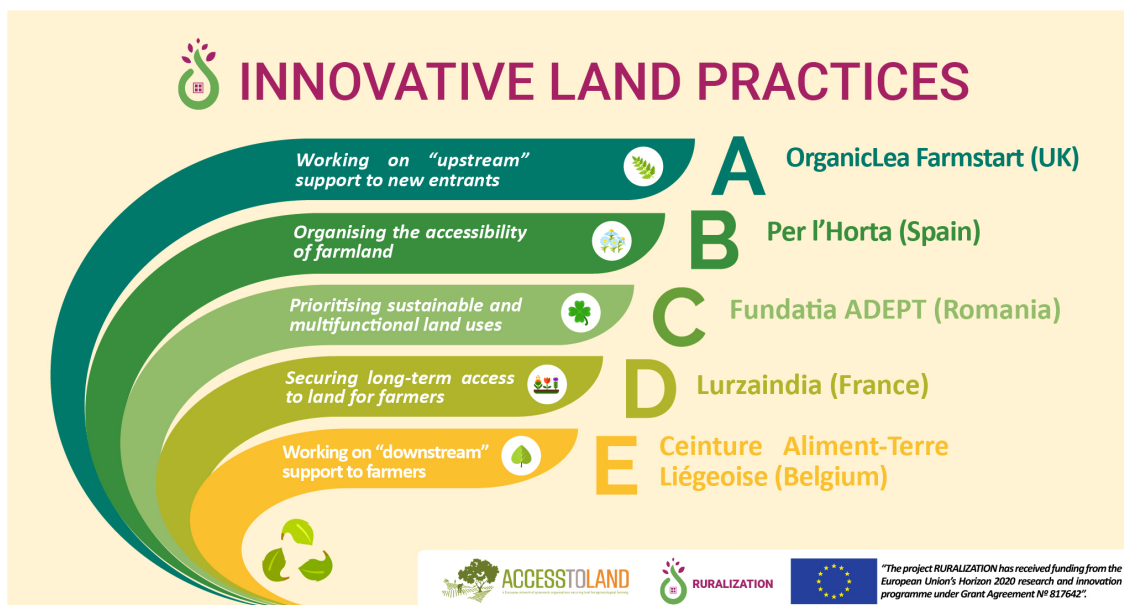 INNOVATIVE LAND PRACTICES
Working on “upstream”
support to new entrants
A
OrganicLea Farmstart (UK)
Organising the accessibility
of farmland
B
Per l’Horta (Spain)
Prioritising sustainable and
multifunctional land uses
C
Fundatia ADEPT (Romania)
Securing long-term access
to land for farmers
D
Lurzaindia (France)
Working on “downstream”
support to farmers
E
Ceinture Aliment-Terre
Liégeoise (Belgium)
ACCESSTOLAND
RURALIZATION
"The project RURALIZATION has received funding from the
European Union's Horizon 2020 research and innovation
programme under Grant Agreement Nº 817642".